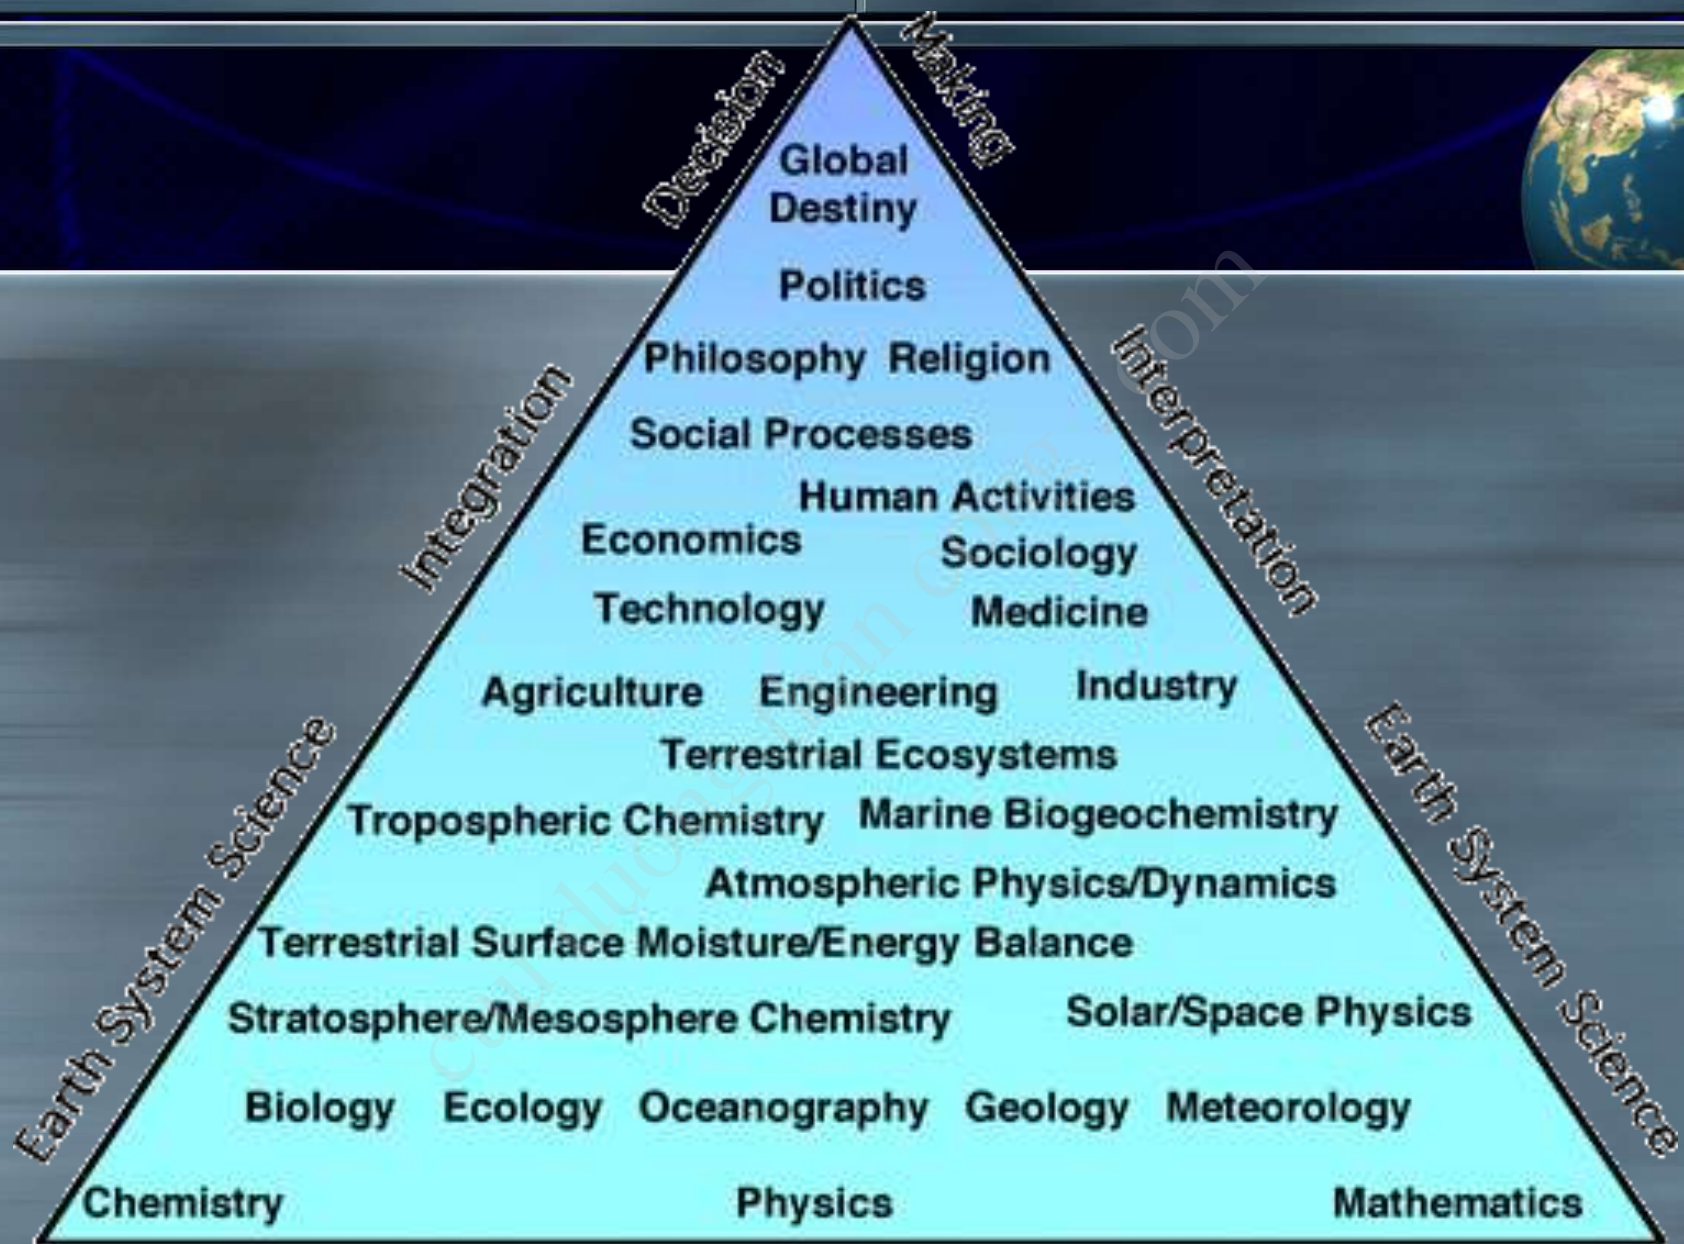 Decision Making
Global
Destiny
Politics
Philosophy Religion
Social Processes
Human Activities
Economics
Sociology
Technology Medicine
Agriculture Engineering Industry
Terrestrial Ecosystems
Tropospheric Chemistry Marine Biogeochemistry
Atmospheric Physics/Dynamics
Terrestrial Surface Moisture/Energy Balance
Stratosphere/Mesosphere Chemistry Solar/Space Physics
Biology Ecology Oceanography Geology Meteorology
Chemistry Physics Mathematics
Integration
Interpretation
Earth System Science
Earth System Science